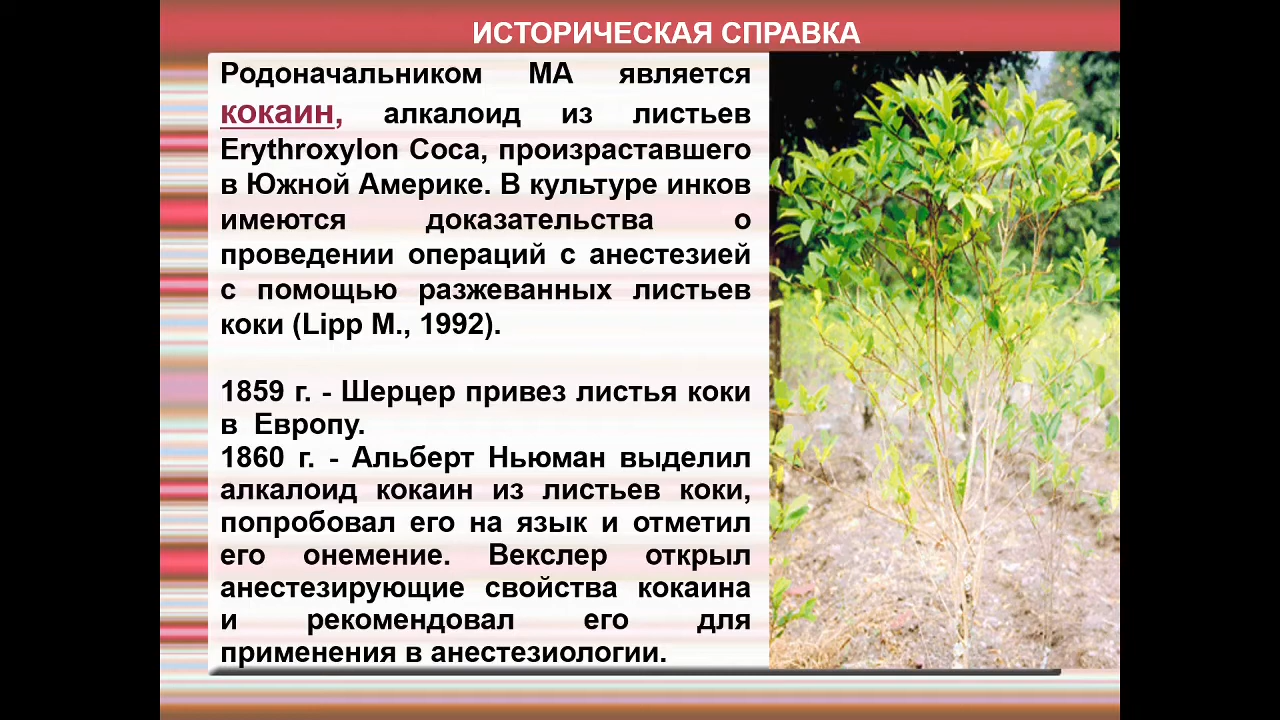 ИСТОРИЧЕСКАЯ СПРАВКА
Родоначальником МА является
кокаин, алкалоид из листьев
Erythroxylon Coca, произраставшего
в Южной Америке. В культуре инков
имеются доказательства о
проведении операций с анестезией
с помощью разжеванных листьев
коки (Lipp M., 1992).
1859 г. - Шерцер привез листья коки
в Европу.
1860 г. - Альберт Ньюман выделил
алкалоид кокаин из листьев коки,
попробовал его на язык и отметил
его онемение. Векслер открыл
анестезирующие свойства кокаина
и рекомендовал его для
применения в анестезиологии.